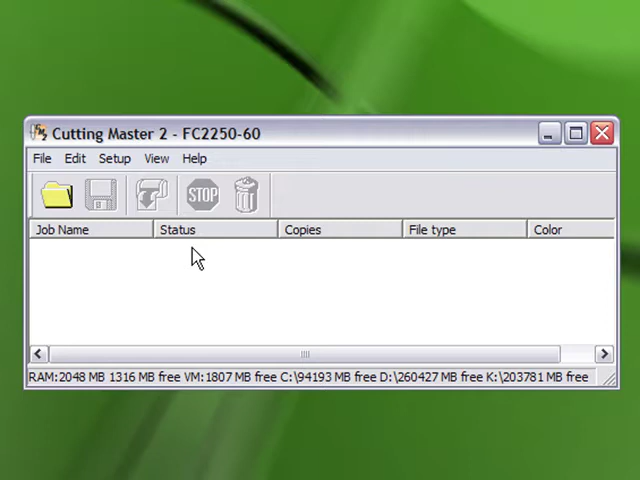 Cutting Master 2 - FC2250-60
File Edit Setup View Help
STOP
Job Name Status Copies File type Color
RAM:2048 MB 1316 MB free VM:1807 MB free C:\94193 MB free D:\260427 MB free K:\203781 MB free